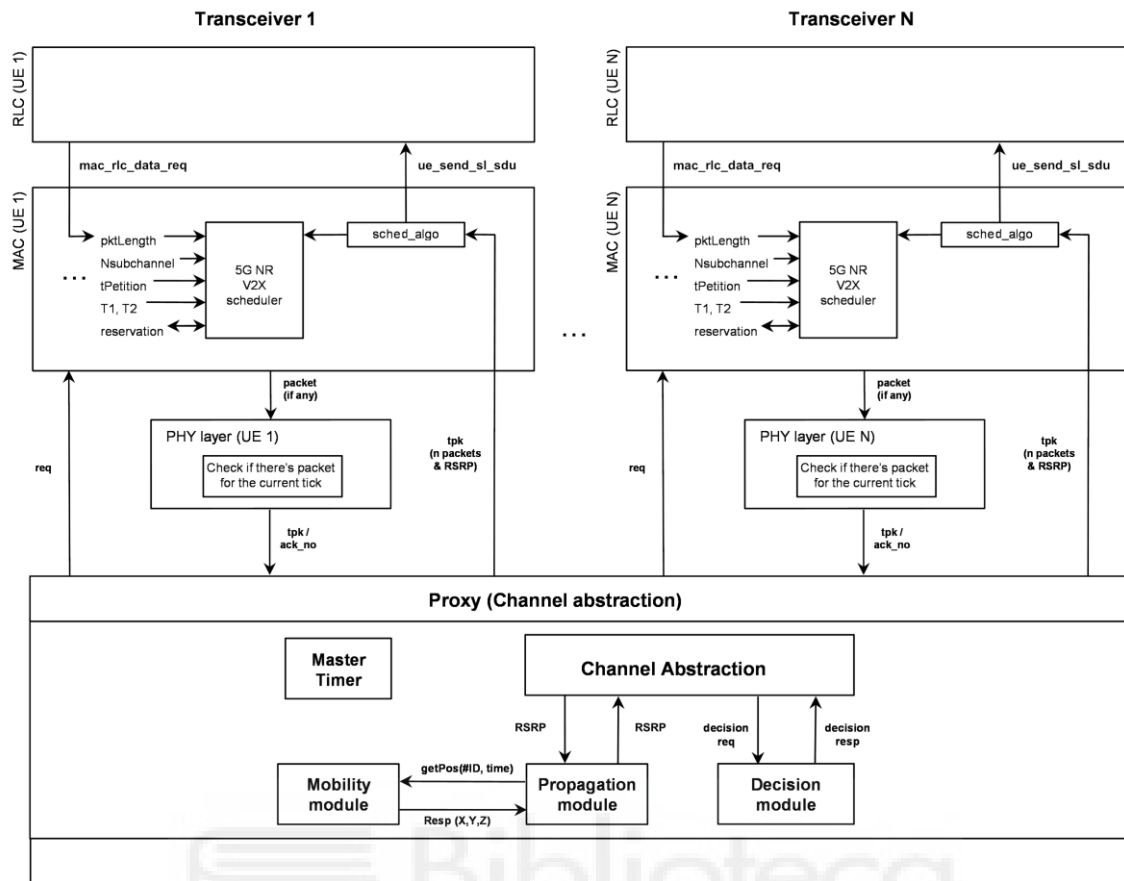 Transceiver 1
Transceiver N
RLC (UE 1)
RLC (UE N)
mac_rlc_data_req
ue_send_sl_sdu
mac_rlc_data_req
ue_send_sl_sdu
MAC (UE 1)
pktLength
Nsubchannel
...
tPetition
T1, T2
reservation
5G NR
V2X
scheduler
sched_algo
...
MAC (UE N)
pktLength
Nsubchannel
...
tPetition
T1, T2
reservation
5G NR
V2X
scheduler
sched_algo
packet
(if any)
packet
(if any)
PHY layer (UE 1)
Check if there's packet
for the current tick
PHY layer (UE N)
Check if there's packet
for the current tick
req
tpk
(n packets
& RSRP)
req
tpk
(n packets
& RSRP)
tpk /
ack_no
tpk /
ack_no
Proxy (Channel abstraction)
Master
Timer
Channel Abstraction
RSRP
RSRP
decision
req
decision
resp
getPos(#ID, time)
Mobility
module
Propagation
module
Decision
module
Resp (X,Y,Z)
Biblioteca